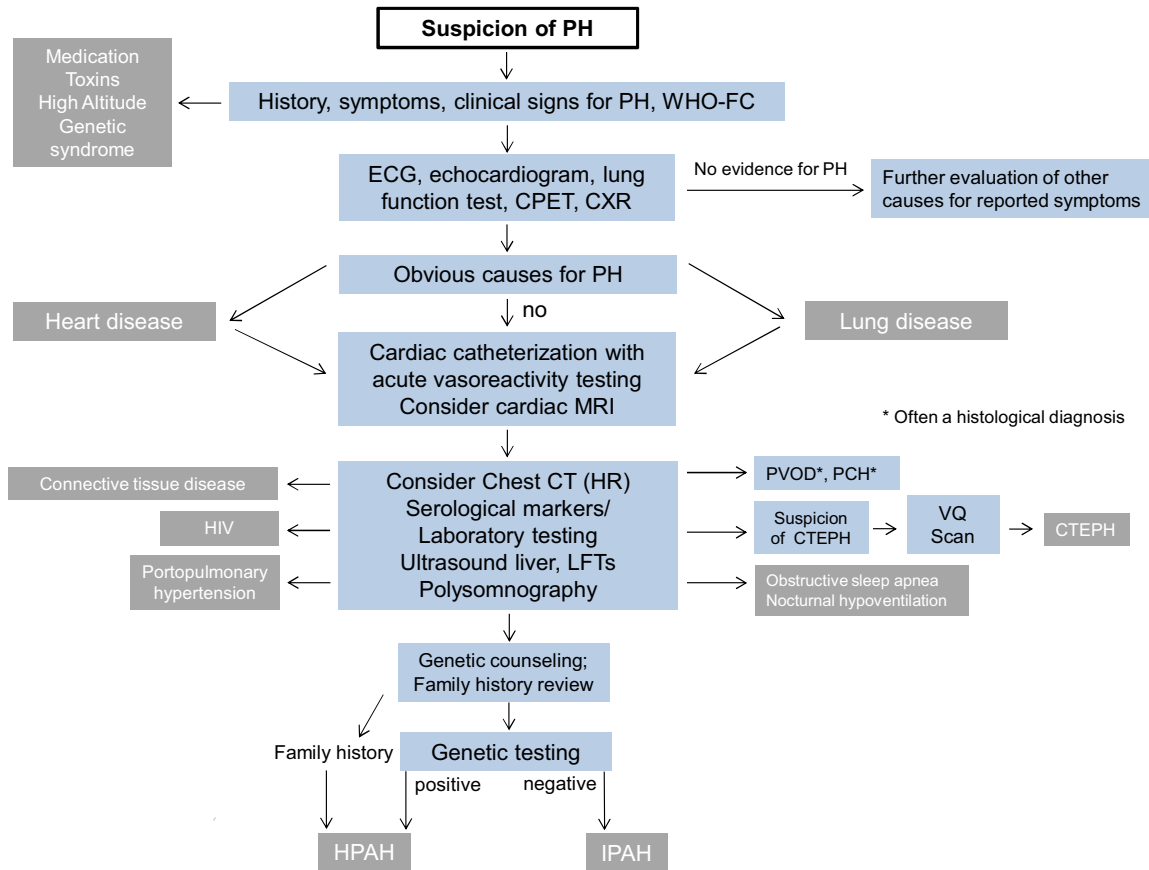 Suspicion of PH
Medication
Toxins
High Altitude
Genetic
syndrome
History, symptoms, clinical signs for PH, WHO-FC
ECG, echocardiogram, lung
function test, CPET, CXR
No evidence for PH
Further evaluation of other
causes for reported symptoms
Obvious causes for PH
Heart disease
no
Lung disease
Cardiac catheterization with
acute vasoreactivity testing
Consider cardiac MRI
* Often a histological diagnosis
Connective tissue disease
HIV
Portopulmonary
hypertension
Consider Chest CT (HR)
Serological markers/
Laboratory testing
Ultrasound liver, LFTs
Polysomnography
PVOD*, PCH*
Suspicion
of CTEPH
VQ
Scan
CTEPH
Obstructive sleep apnea
Nocturnal hypoventilation
Genetic counseling;
Family history review
Family history
Genetic testing
positive
negative
HPAH
IPAH